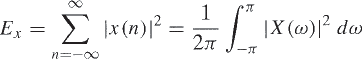 $E_x = \sum_{n=-\infty}^{\infty} |x(n)|^2 = \frac{1}{2\pi} \int_{-\pi}^{\pi} |X(\omega)|^2 \, d\omega$